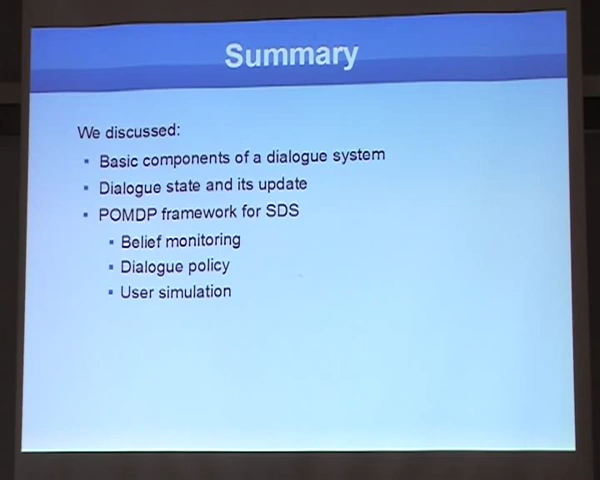 Summary
We discussed:
Basic components of a dialogue system
Dialogue state and its update
POMDP framework for SDS
Belief monitoring
Dialogue policy
User simulation